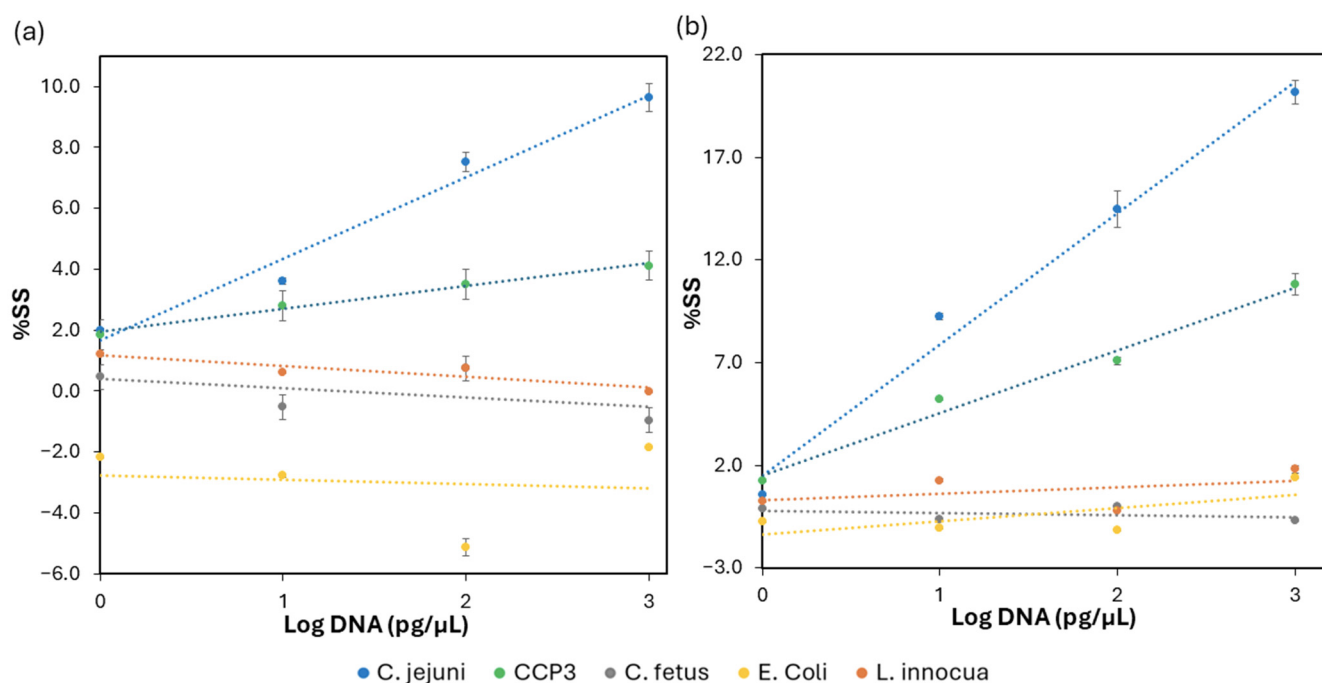 (a)
10.0
8.0
6.0
4.0
2.0
0.0
−2.0
−4.0
−6.0
%SS
0 1 2 3
Log DNA (pg/µL)
(b)
22.0
17.0
12.0
7.0
2.0
−3.0
%SS
0 1 2 3
Log DNA (pg/µL)
C. jejuni CCP3 C. fetus E. Coli L. innocua